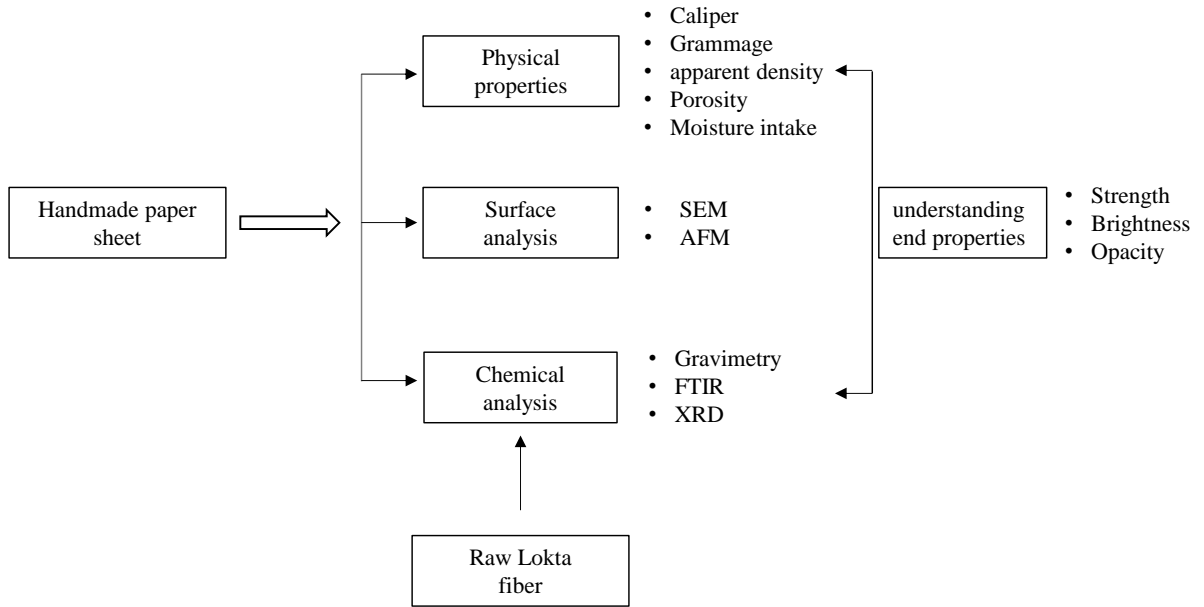 • Caliper
• Grammage
• apparent density
• Porosity
• Moisture intake
Physical
properties
Handmade paper
sheet
Surface
analysis
• SEM
• AFM
understanding
end properties
• Strength
• Brightness
• Opacity
Chemical
analysis
• Gravimetry
• FTIR
• XRD
Raw Lokta
fiber